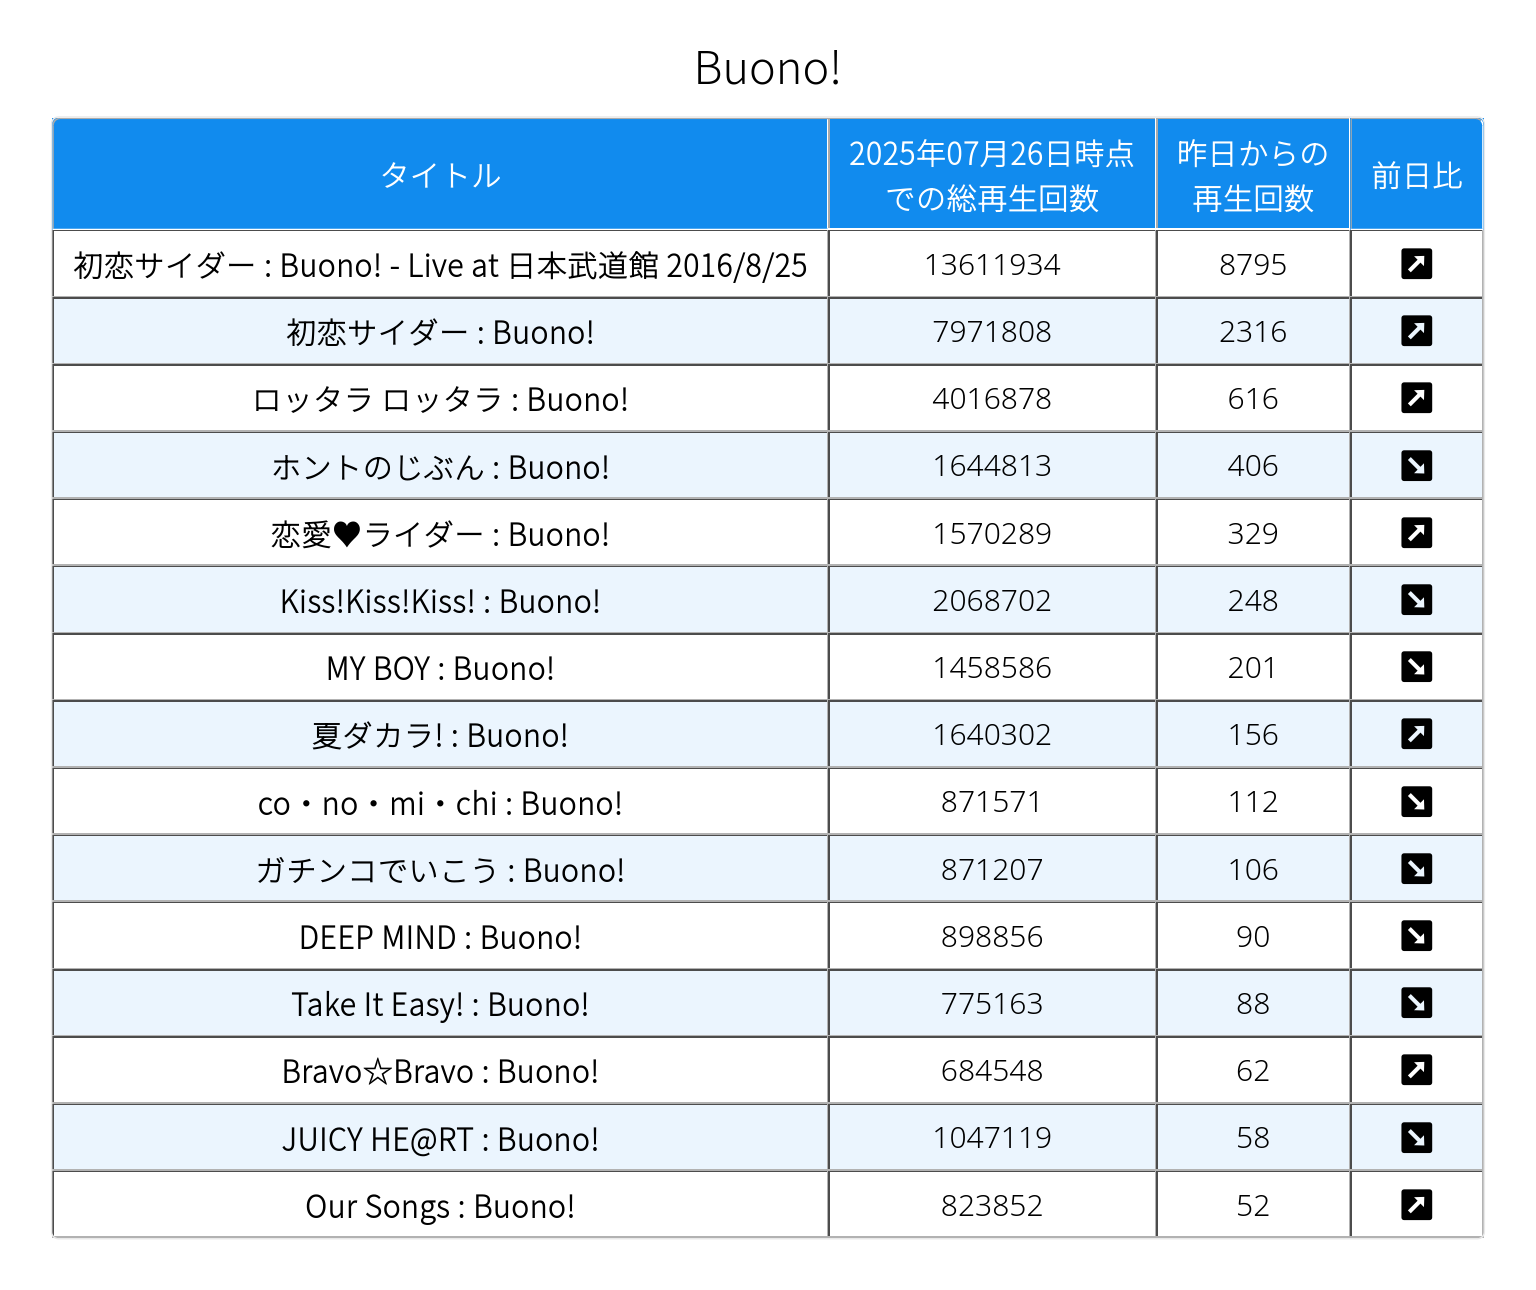 Buono!
タイトル
2025年07月26日時点
での総再生回数
昨日からの
再生回数
前日比
初恋サイダー : Buono! - Live at 日本武道館 2016/8/25 13611934 8795
初恋サイダー : Buono! 7971808 2316
ロッタラ ロッタラ : Buono! 4016878 616
ホントのじぶん : Buono! 1644813 406
恋愛♥ライダー : Buono! 1570289 329
Kiss!Kiss!Kiss! : Buono! 2068702 248
MY BOY : Buono! 1458586 201
夏ダカラ! : Buono! 1640302 156
co・no・mi・chi : Buono! 871571 112
ガチンコでいこう : Buono! 871207 106
DEEP MIND : Buono! 898856 90
Take It Easy! : Buono! 775163 88
Bravo☆Bravo : Buono! 684548 62
JUICY HE@RT : Buono! 1047119 58
Our Songs : Buono! 823852 52